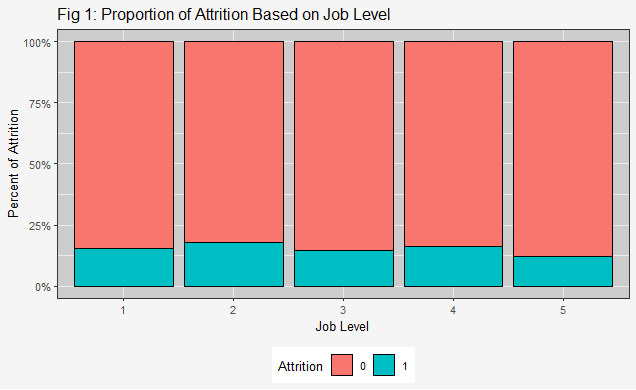 Fig 1: Proportion of Attrition Based on Job Level
100%
75%
50%
25%
0%
Percent of Attrition
1 2 3 4 5
Job Level
Attrition 0 1